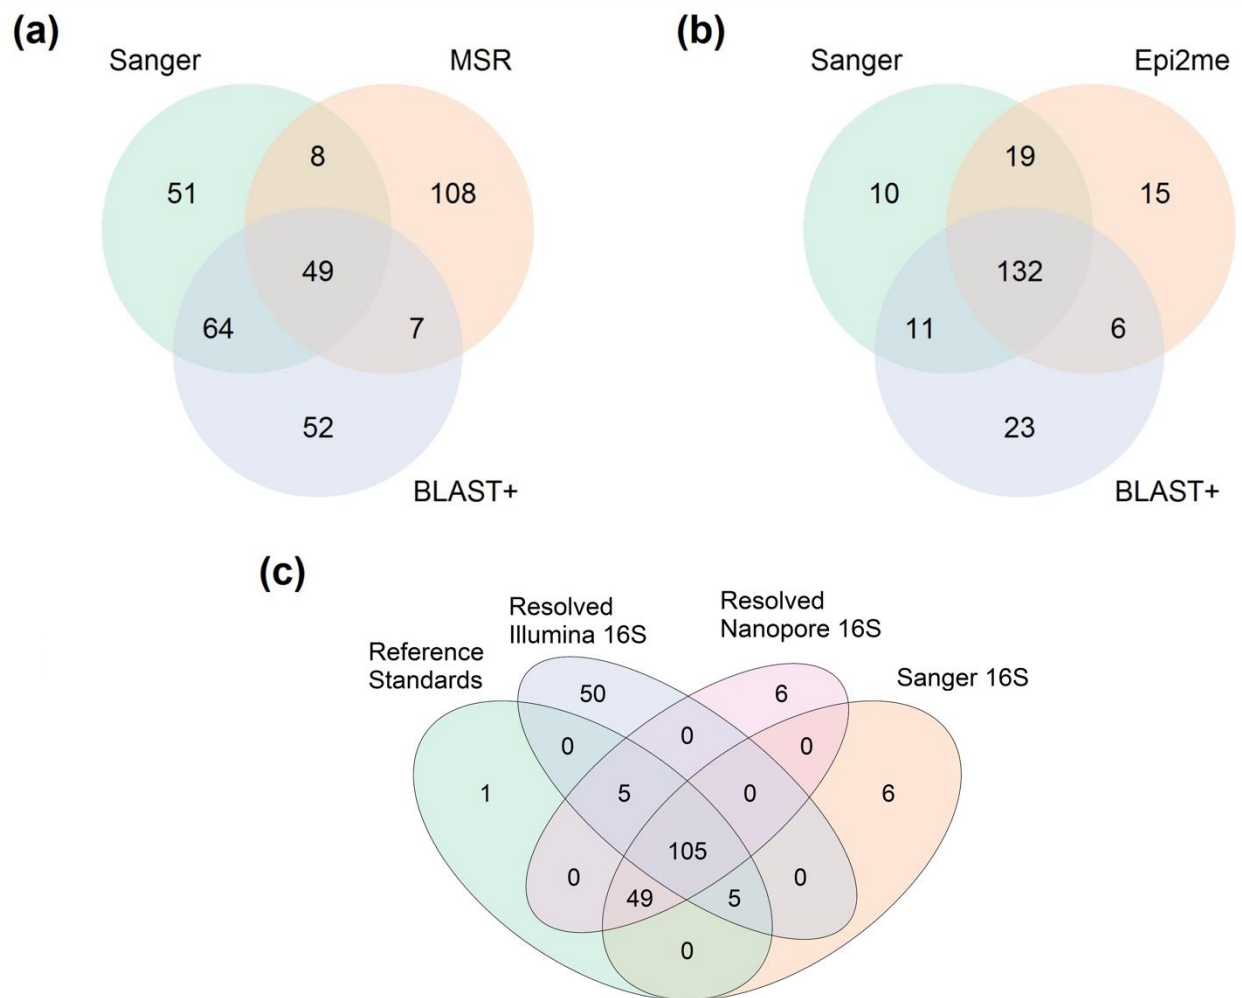 (a)
Sanger
MSR
8
51
108
49
64
7
52
BLAST+
(b)
Sanger
Epi2me
19
10
15
132
11
6
23
BLAST+
(c)
Reference
Standards
Resolved
Illumina 16S
Resolved
Nanopore 16S
Sanger 16S
50
6
0
0
0
1
5
0
6
105
0
49
5
0
0